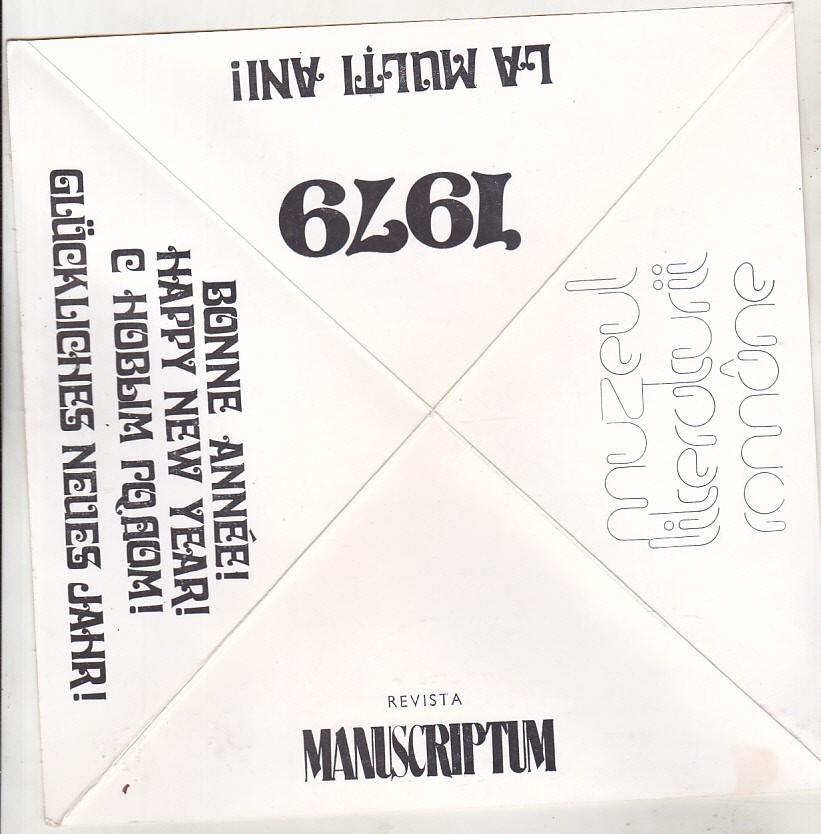 LA MULȚI ANI!
1979
BONNE ANNÉE!
HAPPY NEW YEAR!
С НОВЫМ ГОДОМ!
GLÜCKLICHES NEUES JAHR!
muzeul
literaturii
române
REVISTA
MANUSCRIPTUM